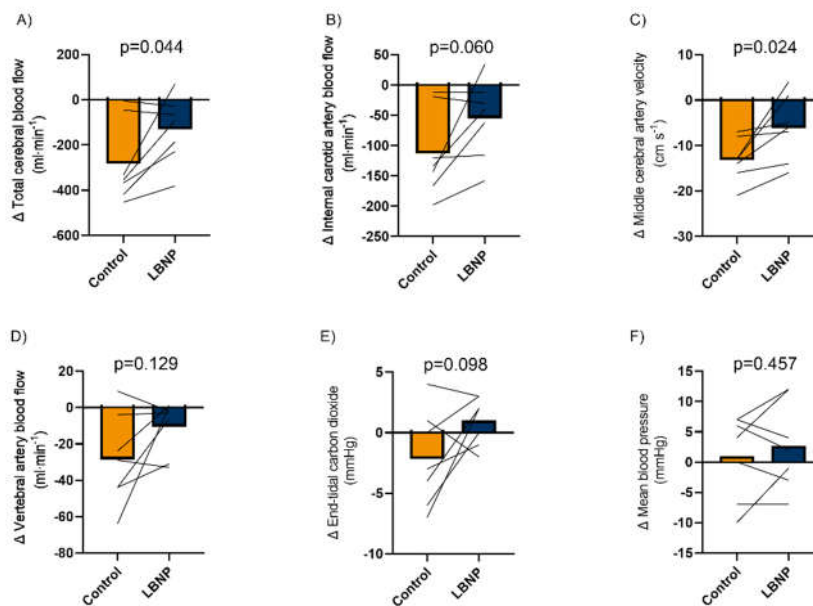 A)
p=0.044
Δ Total cerebral blood flow
(ml·min⁻¹)
200
0
-200
-400
-600
Control
LBNP
B)
p=0.060
Δ Internal carotid artery blood flow
(ml·min⁻¹)
50
0
-50
-100
-150
-200
-250
Control
LBNP
C)
p=0.024
Δ Middle cerebral artery velocity
(cm s⁻¹)
10
0
-10
-20
-30
Control
LBNP
D)
p=0.129
Δ Vertebral artery blood flow
(ml·min⁻¹)
20
0
-20
-40
-60
-80
Control
LBNP
E)
p=0.098
Δ End-tidal carbon dioxide
(mmHg)
5
0
-5
-10
Control
LBNP
F)
p=0.457
Δ Mean blood pressure
(mmHg)
15
10
5
0
-5
-10
-15
Control
LBNP